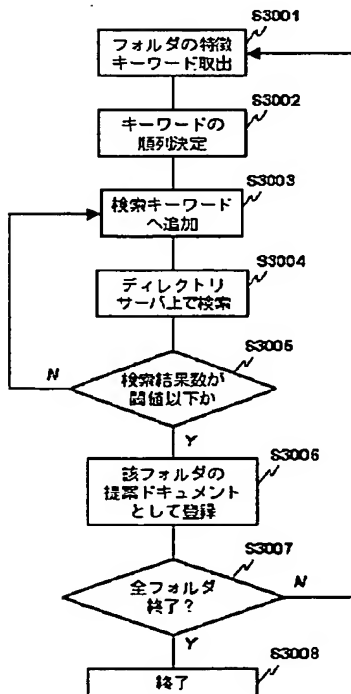 S3001
フォルダの特徴
キーワード取出
S3002
キーワードの
順列決定
S3003
検索キーワード
へ追加
S3004
ディレクトリ
サーバ上で検索
S3005
検索結果数が
閾値以下か
N
Y
S3006
該フォルダの
提案ドキュメント
として登録
S3007
全フォルダ
終了?
N
Y
S3008
終了